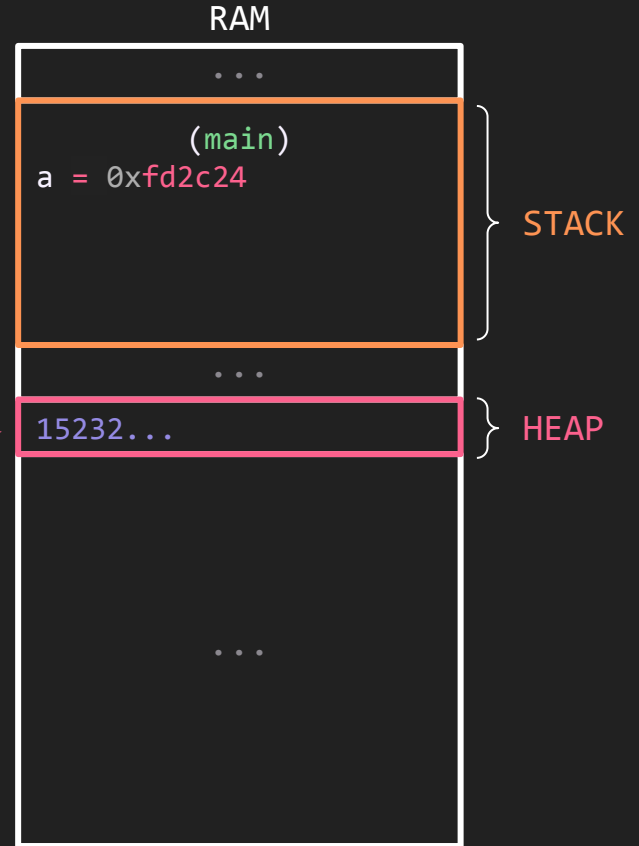 RAM
...
(main)
a = 0xfd2c24
STACK
...
15232...
HEAP
...